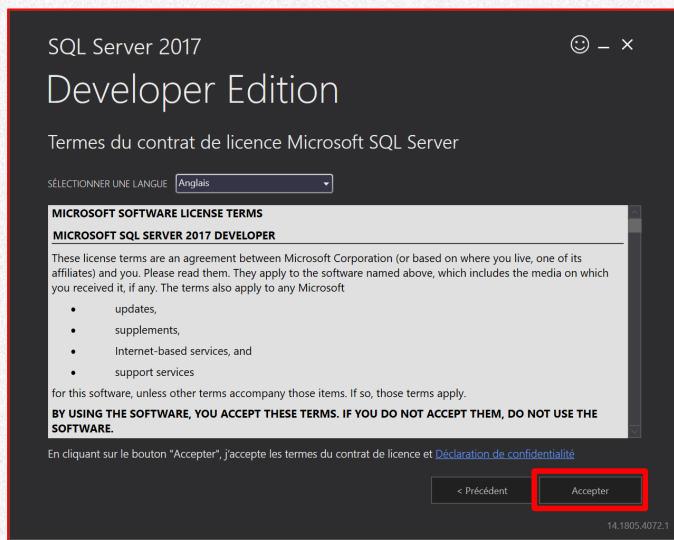 SQL Server 2017
Developer Edition
Termes du contrat de licence Microsoft SQL Server
SÉLECTIONNER UNE LANGUE Anglais
MICROSOFT SOFTWARE LICENSE TERMS
MICROSOFT SQL SERVER 2017 DEVELOPER
These license terms are an agreement between Microsoft Corporation (or based on where you live, one of its
affiliates) and you. Please read them. They apply to the software named above, which includes the media on which
you received it, if any. The terms also apply to any Microsoft
• updates,
• supplements,
• Internet-based services, and
• support services
for this software, unless other terms accompany those items. If so, those terms apply.
BY USING THE SOFTWARE, YOU ACCEPT THESE TERMS. IF YOU DO NOT ACCEPT THEM, DO NOT USE THE
SOFTWARE.
En cliquant sur le bouton "Accepter", j'accepte les termes du contrat de licence et Déclaration de confidentialité
< Précédent Accepter
14.1805.4072.1